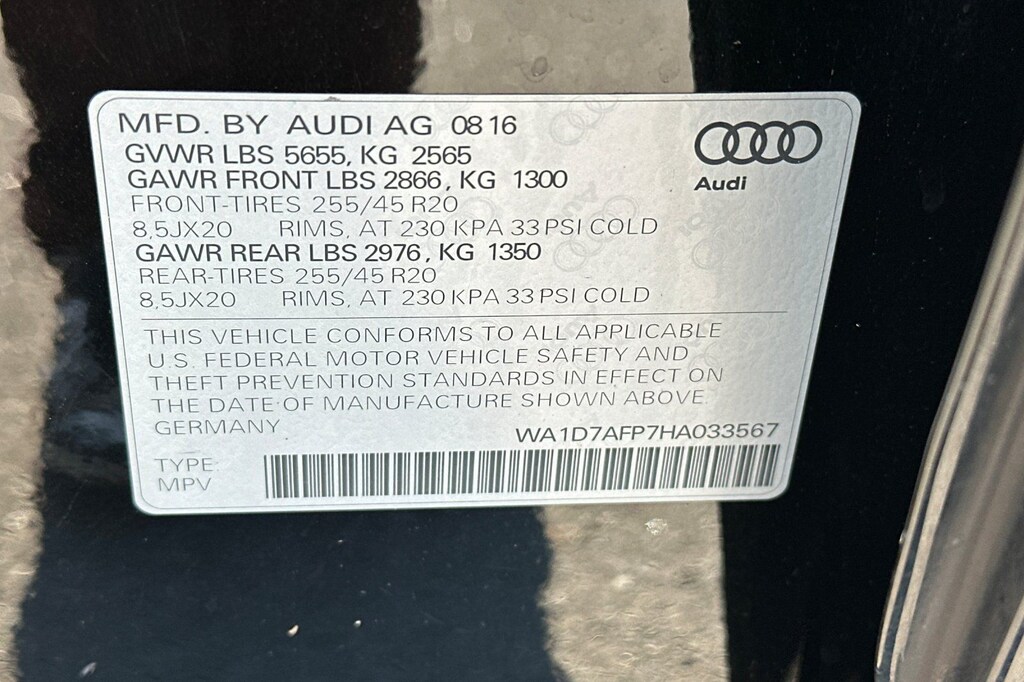 MFD. BY AUDI AG 08 16
GVWR LBS 5655, KG 2565
GAWR FRONT LBS 2866, KG 1300
FRONT-TIRES 255/45 R20
8,5JX20 RIMS, AT 230 KPA 33 PSI COLD
GAWR REAR LBS 2976, KG 1350
REAR-TIRES 255/45 R20
8,5JX20 RIMS, AT 230 KPA 33 PSI COLD
Audi
THIS VEHICLE CONFORMS TO ALL APPLICABLE
U.S. FEDERAL MOTOR VEHICLE SAFETY AND
THEFT PREVENTION STANDARDS IN EFFECT ON
THE DATE OF MANUFACTURE SHOWN ABOVE.
GERMANY
WA1D7AFP7HA033567
TYPE:
MPV